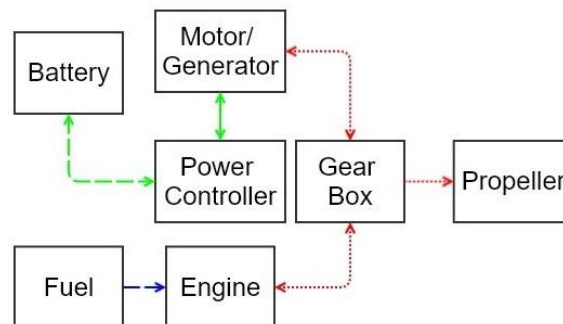 Motor/
Generator
Battery
Power
Controller
Gear
Box
Propeller
Fuel
Engine